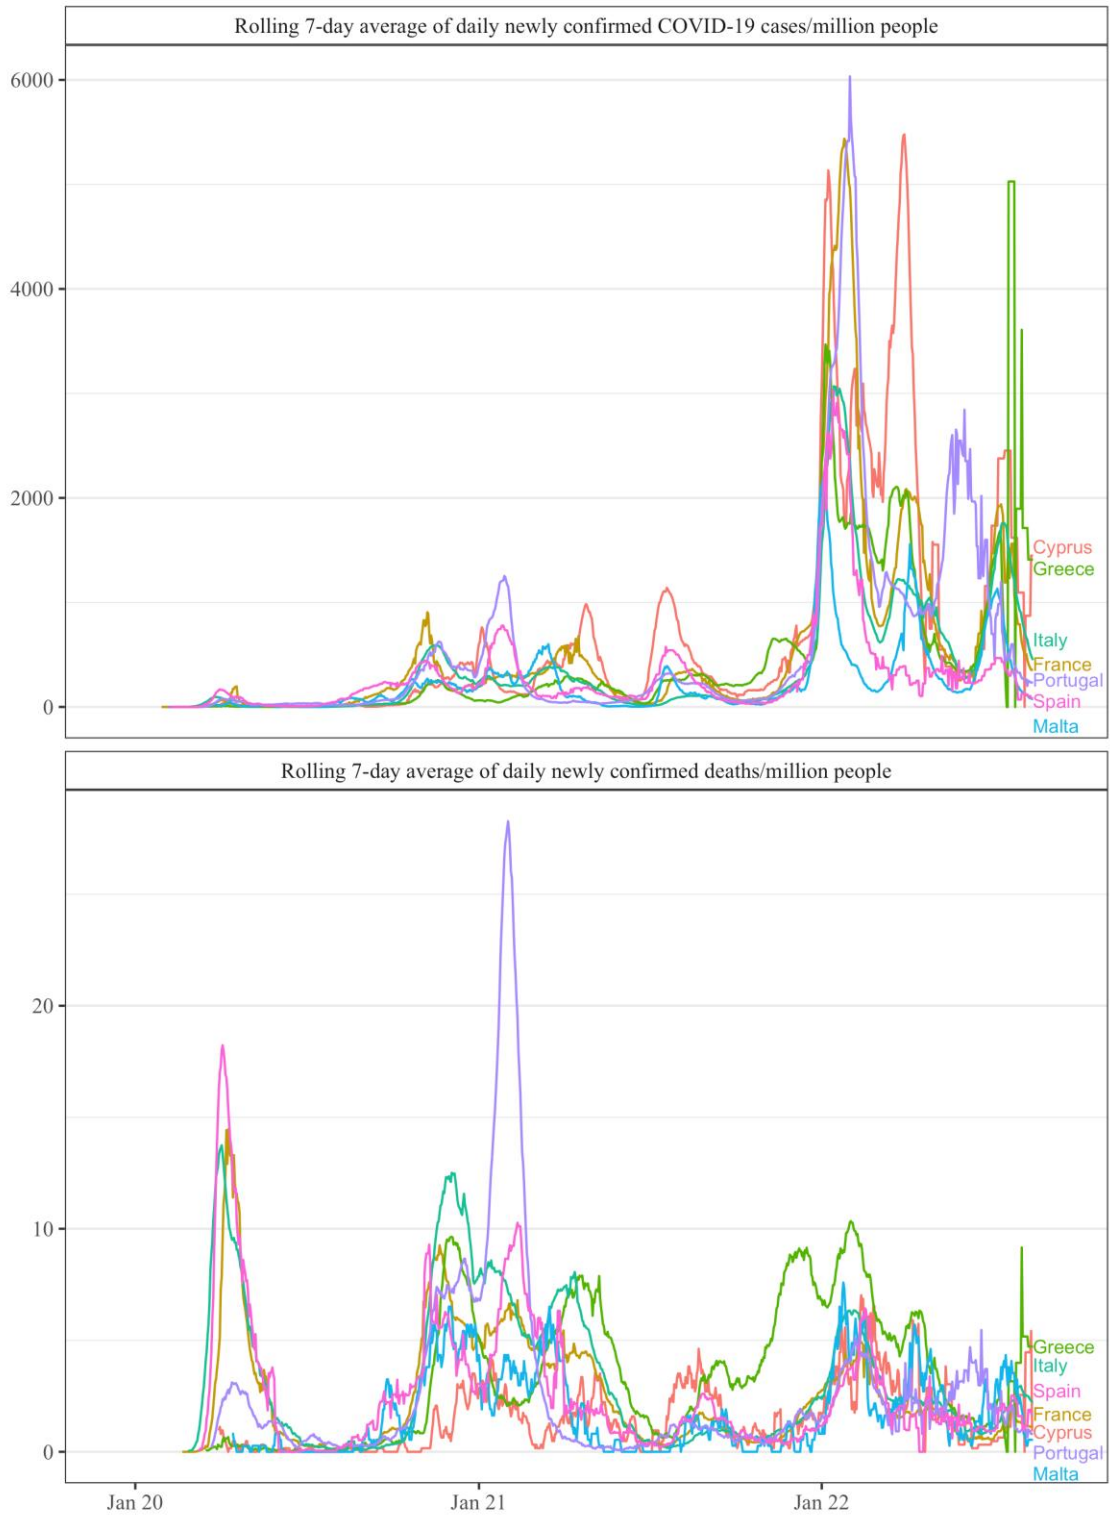 Rolling 7-day average of daily newly confirmed COVID-19 cases/million people
6000
4000
2000
0
Cyprus
Greece
Italy
France
Portugal
Spain
Malta
Rolling 7-day average of daily newly confirmed deaths/million people
20
10
0
Greece
Italy
Spain
France
Cyprus
Portugal
Malta
Jan 20
Jan 21
Jan 22